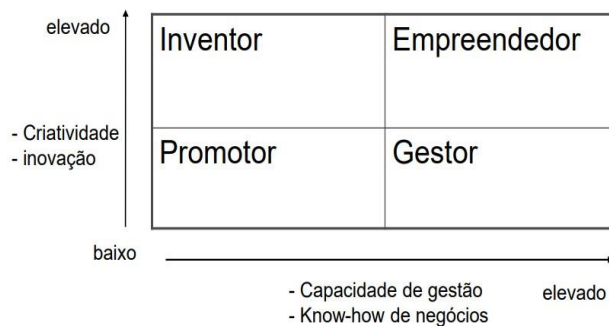 elevado
Inventor
Empreendedor
- Criatividade
- inovação
Promotor
Gestor
baixo
- Capacidade de gestão
elevado
- Know-how de negócios